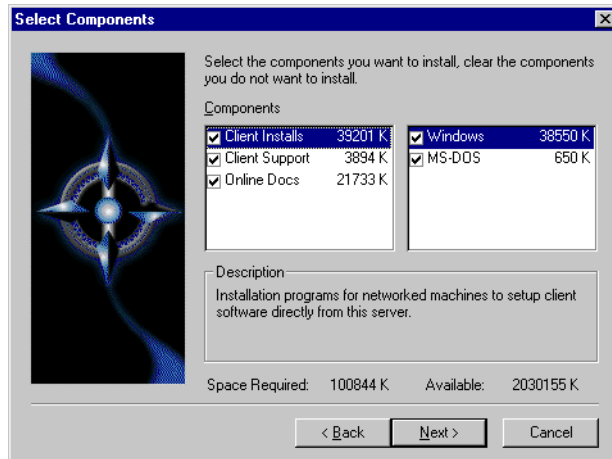 Select Components
Select the components you want to install, clear the components
you do not want to install.
Components
Client Installs 39201 K
Client Support 3894 K
Online Docs 21733 K
Windows 38550 K
MS-DOS 650 K
Description
Installation programs for networked machines to setup client
software directly from this server.
Space Required: 100844 K Available: 2030155 K
< Back Next > Cancel